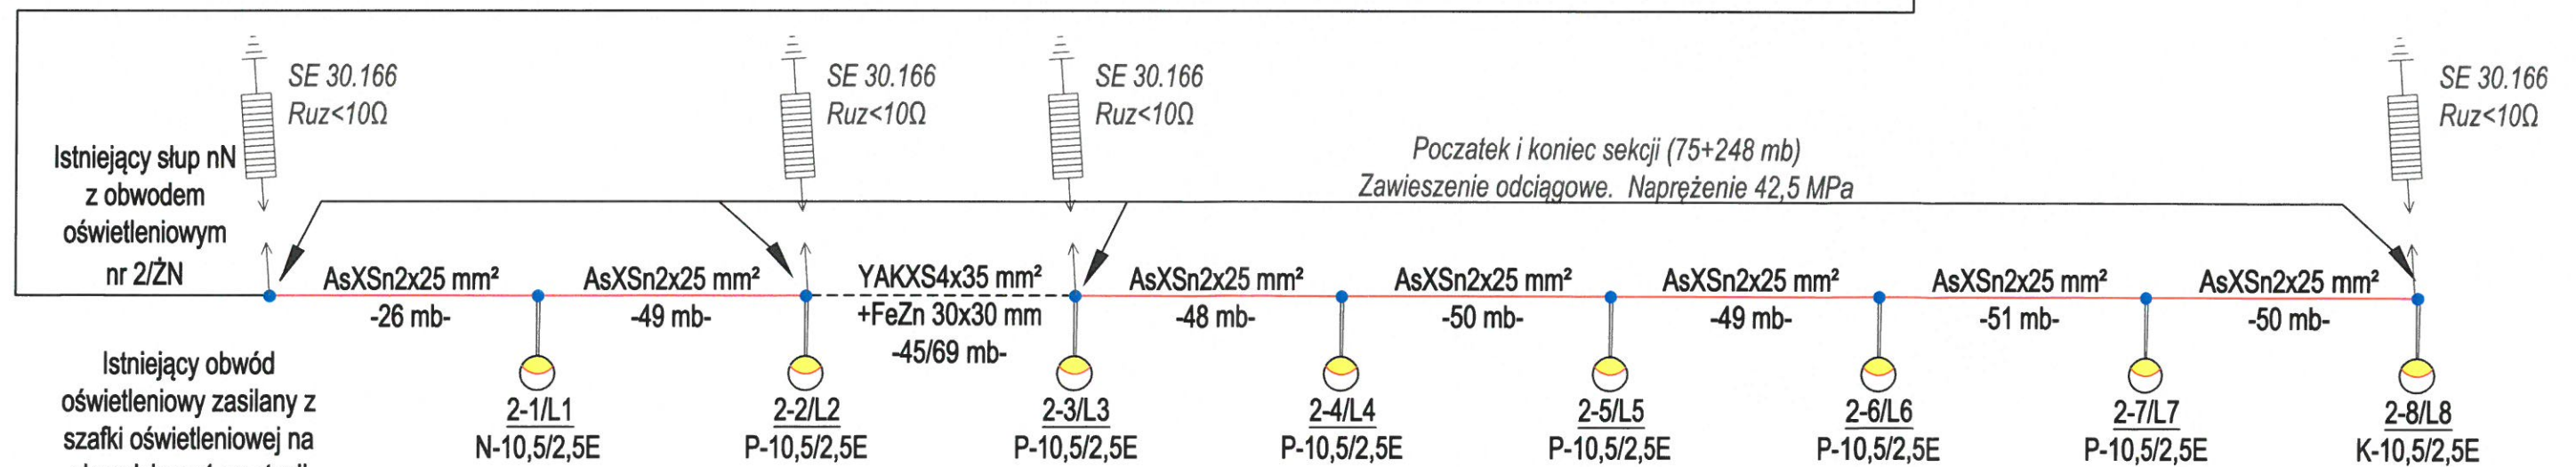 SE 30.166
Ruz<10Ω
SE 30.166
Ruz<10Ω
SE 30.166
Ruz<10Ω
SE 30.166
Ruz<10Ω
Istniejący słup nN
z obwodem
oświetleniowym
nr 2/ŻN
Poczatek i koniec sekcji (75+248 mb)
Zawieszenie odciągowe. Naprężenie 42,5 MPa
AsXSn2x25 mm²
-26 mb-
AsXSn2x25 mm²
-49 mb-
YAKXS4x35 mm²
+FeZn 30x30 mm
-45/69 mb-
AsXSn2x25 mm²
-48 mb-
AsXSn2x25 mm²
-50 mb-
AsXSn2x25 mm²
-49 mb-
AsXSn2x25 mm²
-51 mb-
AsXSn2x25 mm²
-50 mb-
Istniejący obwód
oświetleniowy zasilany z
szafki oświetleniowej na
2-1/L1
N-10,5/2,5E
2-2/L2
P-10,5/2,5E
2-3/L3
P-10,5/2,5E
2-4/L4
P-10,5/2,5E
2-5/L5
P-10,5/2,5E
2-6/L6
P-10,5/2,5E
2-7/L7
P-10,5/2,5E
2-8/L8
K-10,5/2,5E